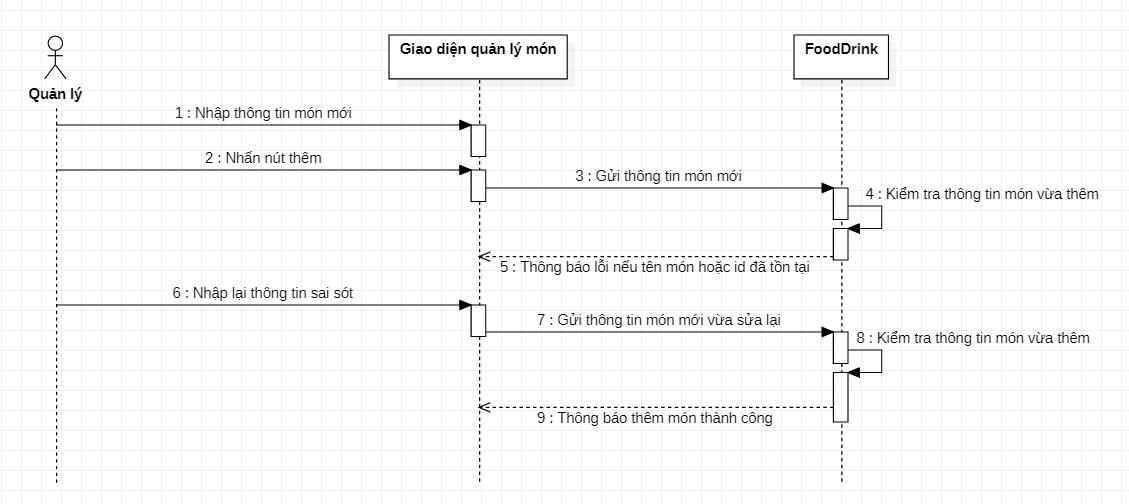 Giao diện quản lý món
FoodDrink
Quản lý
1 : Nhập thông tin món mới
2 : Nhấn nút thêm
3 : Gửi thông tin món mới
4 : Kiểm tra thông tin món vừa thêm
5 : Thông báo lỗi nếu tên món hoặc id đã tồn tại
6 : Nhập lại thông tin sai sót
7 : Gửi thông tin món mới vừa sửa lại
8 : Kiểm tra thông tin món vừa thêm
9 : Thông báo thêm món thành công